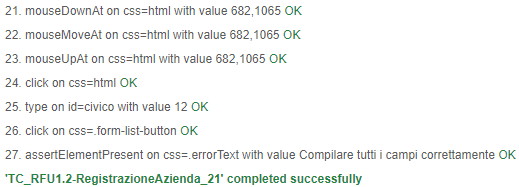 21. mouseDownAt on css=html with value 682,1065 OK
22. mouseMoveAt on css=html with value 682,1065 OK
23. mouseUpAt on css=html with value 682,1065 OK
24. click on css=html OK
25. type on id=civico with value 12 OK
26. click on css=.form-list-button OK
27. assertElementPresent on css=.errorText with value Compilare tutti i campi correttamente OK
'TC_RFU1.2-RegistrazioneAzienda_21' completed successfully